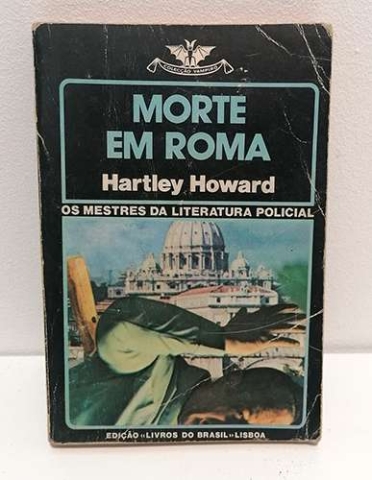 COLECÇÃO VAMPIRO
MORTE
EM ROMA
Hartley Howard
OS MESTRES DA LITERATURA POLICIAL
EDIÇÃO «LIVROS DO BRASIL» LISBOA